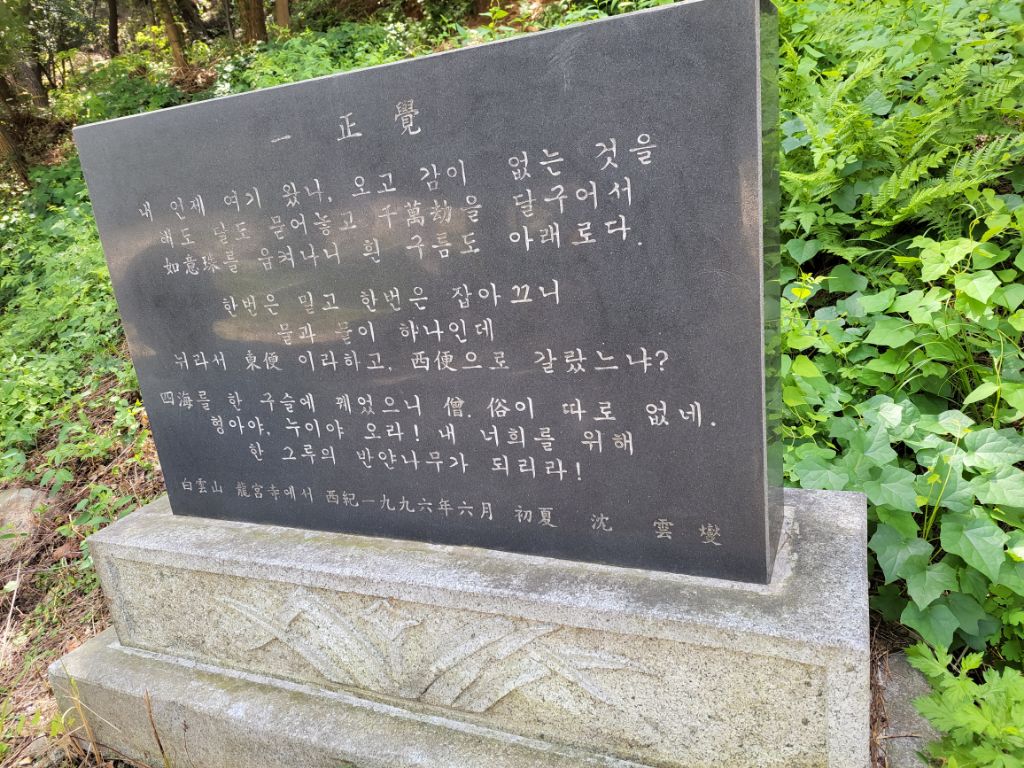 一 正 覺
내 인제 여기 왔나, 오고 감이 없는 것을
해도 달도 묻어놓고 千萬劫을 달구어서
如意珠를 움켜나니 흰 구름도 아래로다.
한번은 밀고 한번은 잡아끄니
물과 물이 하나인데
뉘라서 東便 이라하고, 西便으로 갈랐느냐?
四海를 한 구슬에 꿰었으니 僧, 俗이 따로 없네.
형아야, 누이야 오라! 내 너희를 위해
한 그루의 반얀나무가 되리라!
白雲山 龍宮寺에서 西紀一九九六年六月 初夏 沈 雲 燮